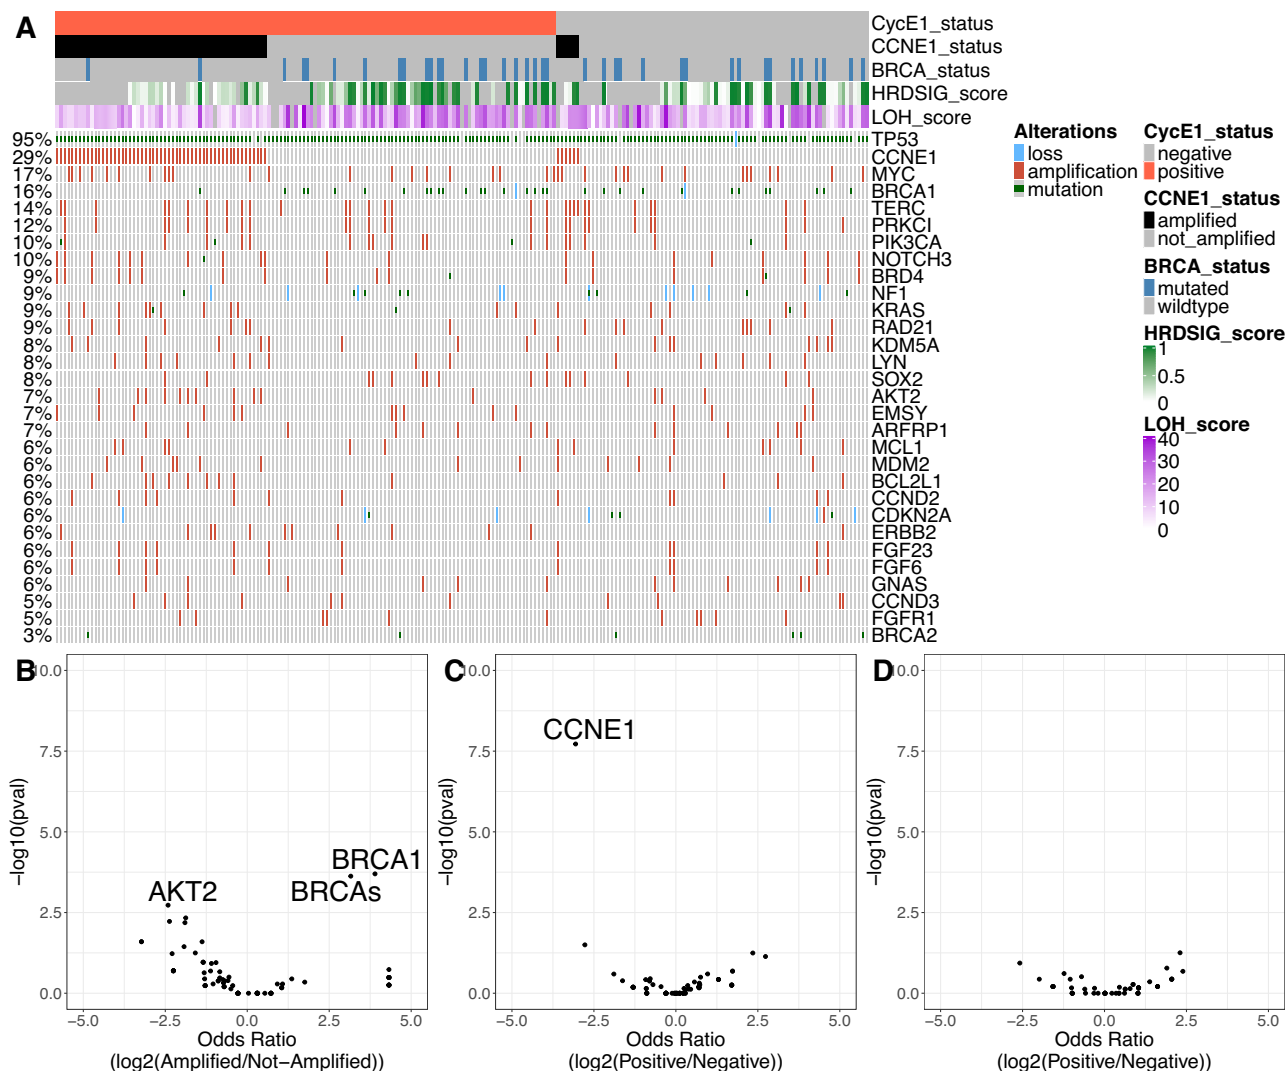 A
CycE1_status
CCNE1_status
BRCA_status
HRDSIG_score
LOH_score
95% TP53
29% CCNE1
17% MYC
16% BRCA1
14% TERC
12% PRKCI
10% PIK3CA
10% NOTCH3
9% BRD4
9% NF1
9% KRAS
9% RAD21
8% KDM5A
8% LYN
8% SOX2
7% AKT2
7% EMSY
7% ARFRP1
6% MCL1
6% MDM2
6% BCL2L1
6% CCND2
6% CDKN2A
6% ERBB2
6% FGF23
6% FGF6
6% GNAS
5% CCND3
5% FGFR1
3% BRCA2
Alterations
loss
amplification
mutation
CycE1_status
negative
positive
CCNE1_status
amplified
not_amplified
BRCA_status
mutated
wildtype
HRDSIG_score
1
0.5
0
LOH_score
40
30
20
10
0
B
10.0
7.5
5.0
2.5
0.0
−log10(pval)
BRCA1
BRCAs
AKT2
−5.0 −2.5 0.0 2.5 5.0
Odds Ratio
(log2(Amplified/Not−Amplified))
C
10.0
7.5
5.0
2.5
0.0
−log10(pval)
CCNE1
−5.0 −2.5 0.0 2.5 5.0
Odds Ratio
(log2(Positive/Negative))
D
10.0
7.5
5.0
2.5
0.0
−log10(pval)
−5.0 −2.5 0.0 2.5 5.0
Odds Ratio
(log2(Positive/Negative))